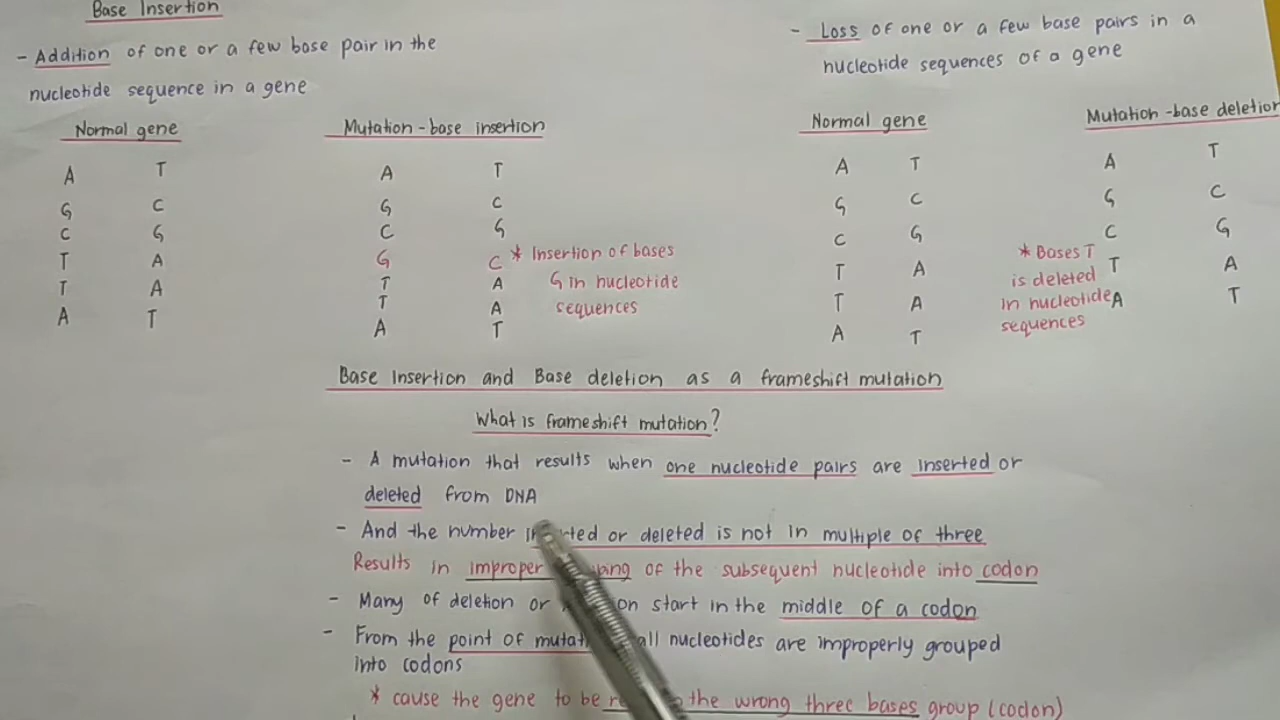 Base Insertion
- Addition of one or a few base pair in the
nucleotide sequence in a gene
Normal gene
A T
G C
C G
T A
T A
A T
Mutation - base insertion
A T
G C
C G
G C
T A
T A
A T
* Insertion of bases
G in nucleotide
sequences
- Loss of one or a few base pairs in a
nucleotide sequences of a gene
Normal gene
A T
G C
C G
T A
T A
A T
Mutation - base deletion
A T
G C
C G
T A
A T
* Bases T
is deleted
in nucleotide
sequences
Base Insertion and Base deletion as a frameshift mutation
What is frameshift mutation?
- A mutation that results when one nucleotide pairs are inserted or
deleted from DNA
- And the number or deleted is not in multiple of three
Results in improper of the subsequent nucleotide into codon
- Many of deletion or start in the middle of a codon
- From the point of all nucleotides are improperly grouped
into codons
* cause the gene to be the wrong three bases group (codon)